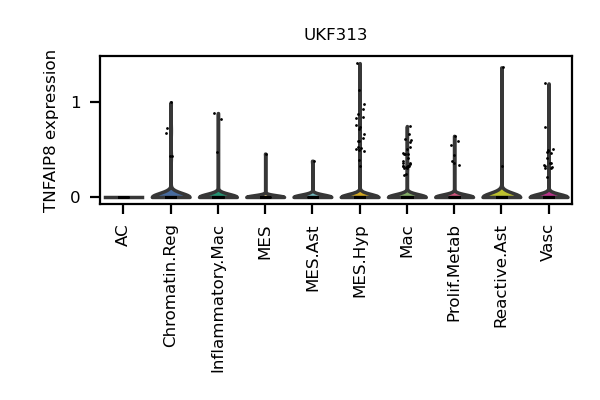 UKF313
TNFAIP8 expression
1
0
AC
Chromatin.Reg
Inflammatory.Mac
MES
MES.Ast
MES.Hyp
Mac
Prolif.Metab
Reactive.Ast
Vasc